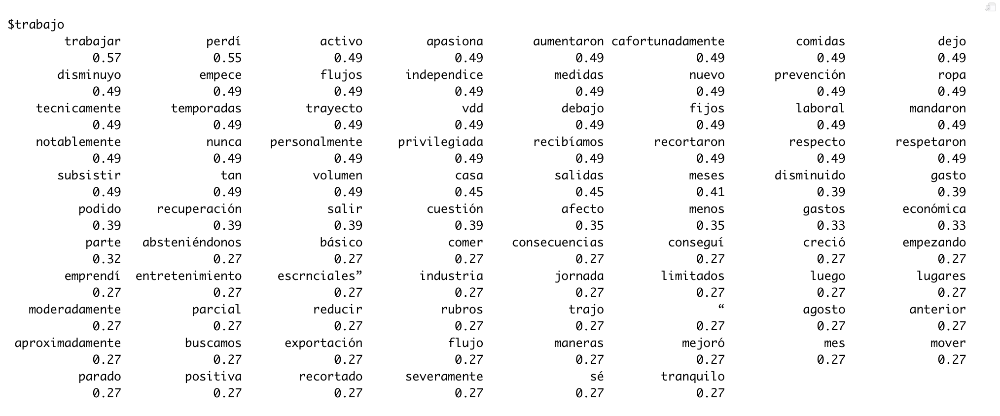 $trabajo
trabajar perdí activo apasiona aumentaron cafortunadamente comidas dejo
0.57 0.55 0.49 0.49 0.49 0.49 0.49 0.49
disminuyo empece flujos independice medidas nuevo prevención ropa
0.49 0.49 0.49 0.49 0.49 0.49 0.49 0.49
tecnicamente temporadas trayecto vdd debajo fijos laboral mandaron
0.49 0.49 0.49 0.49 0.49 0.49 0.49 0.49
notablemente nunca personalmente privilegiada recibíamos recortaron respecto respetaron
0.49 0.49 0.49 0.49 0.49 0.49 0.49 0.49
subsistir tan volumen casa salidas meses disminuido gasto
0.49 0.49 0.49 0.45 0.45 0.41 0.39 0.39
podido recuperación salir cuestión afecto menos gastos económica
0.39 0.39 0.39 0.39 0.35 0.35 0.33 0.33
parte absteniéndonos básico comer consecuencias conseguí creció empezando
0.32 0.27 0.27 0.27 0.27 0.27 0.27 0.27
emprendí entretenimiento escrnciales” industria jornada limitados luego lugares
0.27 0.27 0.27 0.27 0.27 0.27 0.27 0.27
moderadamente parcial reducir rubros trajo “ agosto anterior
0.27 0.27 0.27 0.27 0.27 0.27 0.27 0.27
aproximadamente buscamos exportación flujo maneras mejoró mes mover
0.27 0.27 0.27 0.27 0.27 0.27 0.27 0.27
parado positiva recortado severamente sé tranquilo
0.27 0.27 0.27 0.27 0.27 0.27